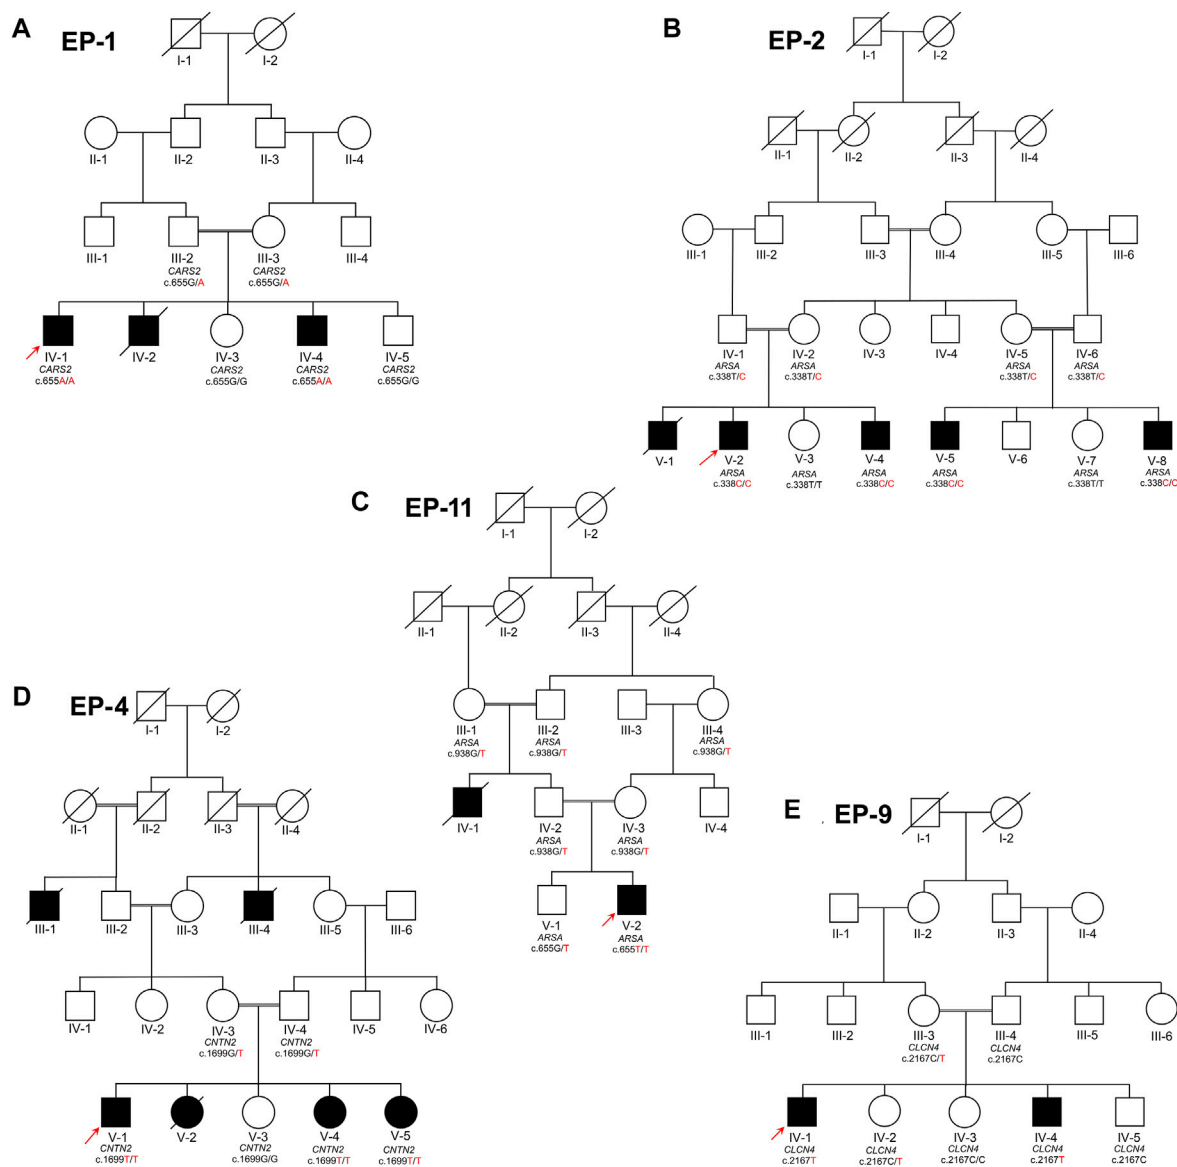 A
EP-1
I-1 I-2
II-1 II-2 II-3 II-4
III-1 III-2 III-3 III-4
CARS2 CARS2
c.655G/A c.655G/A
IV-1 IV-2 IV-3 IV-4 IV-5
CARS2 CARS2 CARS2 CARS2
c.655A/A c.655G/G c.655A/A c.655G/G
B
EP-2
I-1 I-2
II-1 II-2 II-3 II-4
III-1 III-2 III-3 III-4 III-5 III-6
IV-1 IV-2 IV-3 IV-4 IV-5 IV-6
ARSA ARSA ARSA ARSA
c.338T/C c.338T/C c.338T/C c.338T/C
V-1 V-2 V-3 V-4 V-5 V-6 V-7 V-8
ARSA ARSA ARSA ARSA ARSA ARSA
c.338C/C c.338T/T c.338C/C c.338C/C c.338T/T c.338C/C
C
EP-11
I-1 I-2
II-1 II-2 II-3 II-4
III-1 III-2 III-3 III-4
ARSA ARSA ARSA
c.938G/T c.938G/T c.938G/T
IV-1 IV-2 IV-3 IV-4
ARSA ARSA
c.938G/T c.938G/T
V-1 V-2
ARSA ARSA
c.655G/T c.655T/T
D
EP-4
I-1 I-2
II-1 II-2 II-3 II-4
III-1 III-2 III-3 III-4 III-5 III-6
IV-1 IV-2 IV-3 IV-4 IV-5 IV-6
CNTN2 CNTN2
c.1699G/T c.1699G/T
V-1 V-2 V-3 V-4 V-5
CNTN2 CNTN2 CNTN2 CNTN2
c.1699T/T c.1699G/G c.1699T/T c.1699T/T
E
EP-9
I-1 I-2
II-1 II-2 II-3 II-4
III-1 III-2 III-3 III-4 III-5 III-6
CLCN4 CLCN4
c.2167C/T c.2167C
IV-1 IV-2 IV-3 IV-4 IV-5
CLCN4 CLCN4 CLCN4 CLCN4 CLCN4
c.2167T c.2167C/T c.2167C/C c.2167T c.2167C